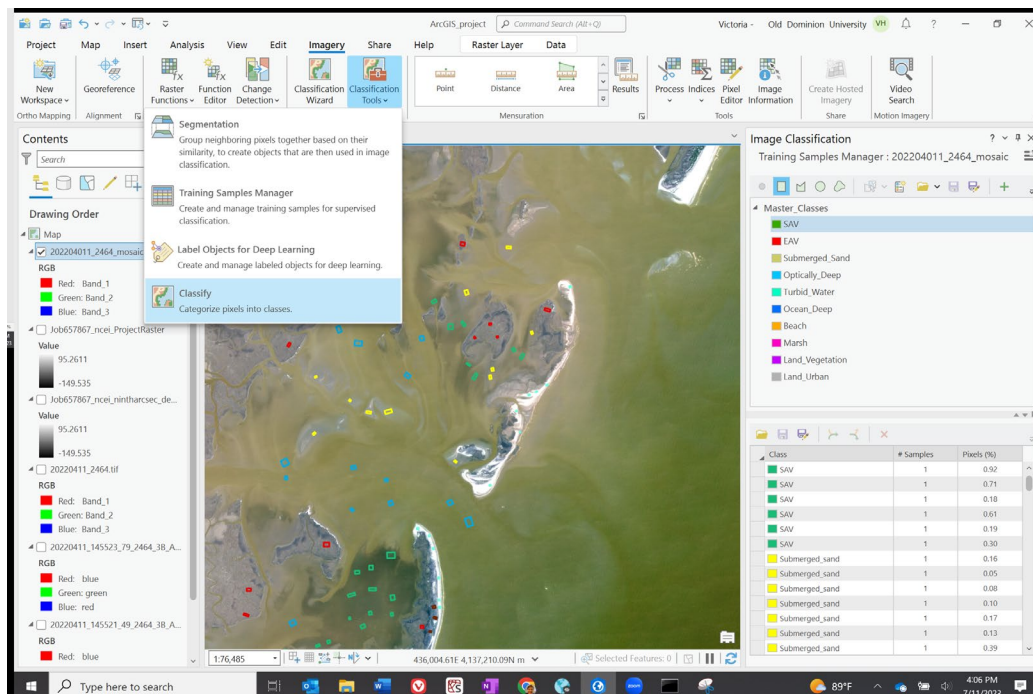 ArcGIS_project
Command Search (Alt+Q)
Victoria - Old Dominion University VH ?
Project Map Insert Analysis View Edit Imagery Share Help Raster Layer Data
New Workspace
Georeference
Raster Functions
Function Editor
Change Detection
Classification Wizard
Classification Tools
Point
Distance
Area
Results
Process
Indices
Pixel Editor
Image Information
Create Hosted Imagery
Video Search
Ortho Mapping
Alignment
Mensuration
Tools
Share
Motion Imagery
Segmentation
Group neighboring pixels together based on their
similarity, to create objects that are then used in image
classification.
Training Samples Manager
Create and manage training samples for supervised
classification.
Label Objects for Deep Learning
Create and manage labeled objects for deep learning.
Classify
Categorize pixels into classes.
Contents
Search
Drawing Order
Map
202204011_2464_mosaic
RGB
Red: Band_1
Green: Band_2
Blue: Band_3
Job657867_ncei_ProjectRaster
Value
95.2611
-149.535
Job657867_ncei_nintharcsec_de...
Value
95.2611
-149.535
20220411_2464.tif
RGB
Red: Band_1
Green: Band_2
Blue: Band_3
20220411_145523_79_2464_3B_A...
RGB
Red: blue
Green: green
Blue: red
20220411_145521_49_2464_3B_A...
RGB
Red: blue
1:76,485
436,004.61E 4,137,210.09N m
Selected Features: 0
Image Classification
Training Samples Manager : 202204011_2464_mosaic
Master_Classes
SAV
EAV
Submerged_Sand
Optically_Deep
Turbid_Water
Ocean_Deep
Beach
Marsh
Land_Vegetation
Land_Urban
Class # Samples Pixels (%)
SAV 1 0.92
SAV 1 0.71
SAV 1 0.18
SAV 1 0.61
SAV 1 0.19
SAV 1 0.30
Submerged_sand 1 0.16
Submerged_sand 1 0.05
Submerged_sand 1 0.08
Submerged_sand 1 0.10
Submerged_sand 1 0.17
Submerged_sand 1 0.13
Submerged_sand 1 0.39
Type here to search
89°F
4:06 PM
7/11/2023